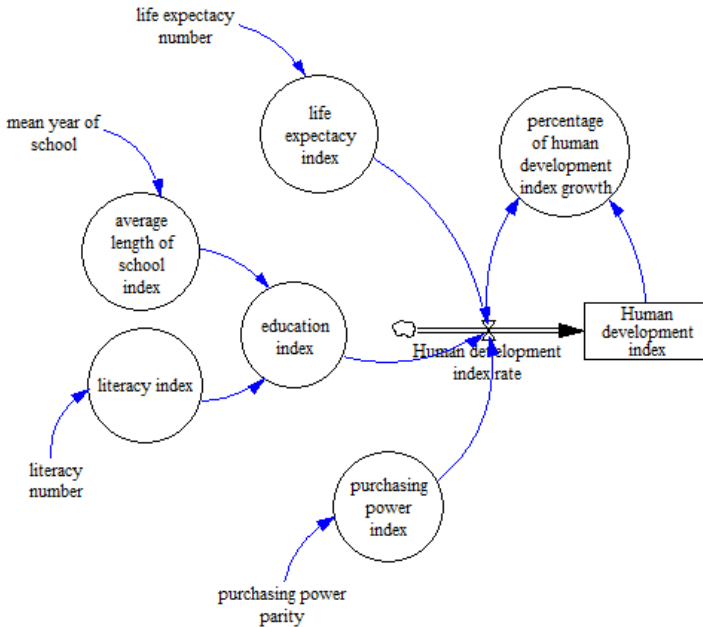 life expectacy
number
life
expectacy
index
percentage
of human
development
index growth
mean year of
school
average
length of
school
index
education
index
Human
development
index
Human development
index rate
literacy index
literacy
number
purchasing
power
index
purchasing power
parity